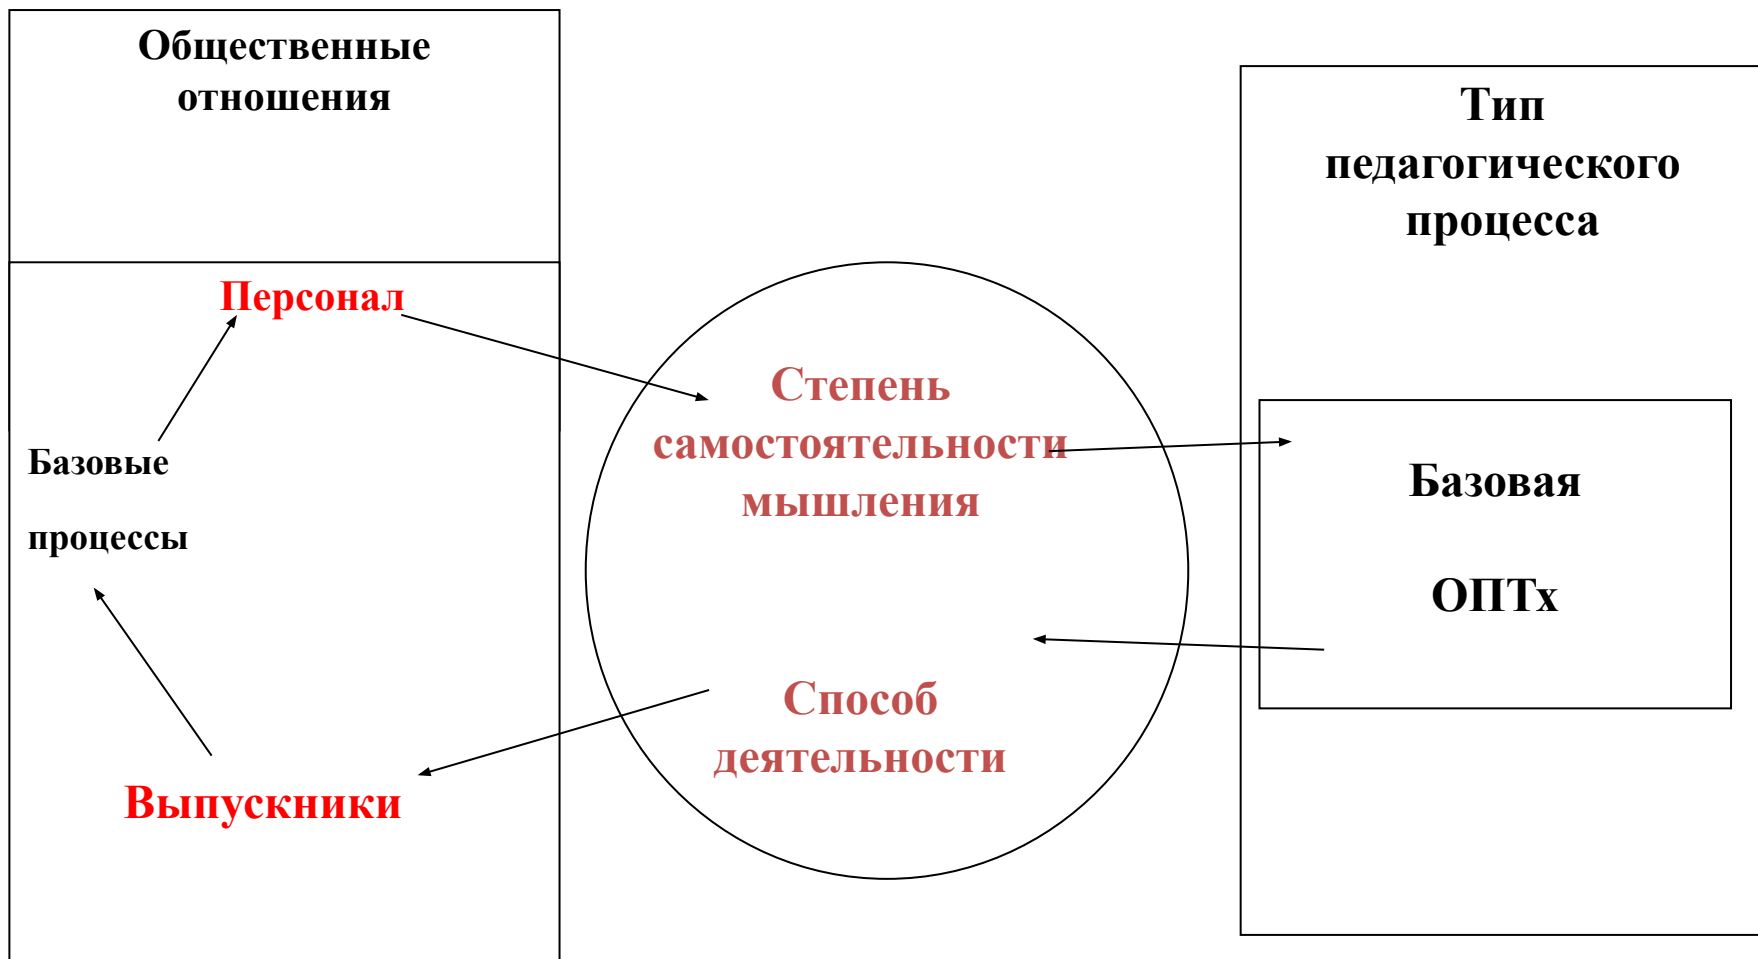 Общественные
отношения
Тип
педагогического
процесса
Персонал
Степень
самостоятельности
мышления
Базовые
процессы
Базовая
ОПТх
Способ
деятельности
Выпускники